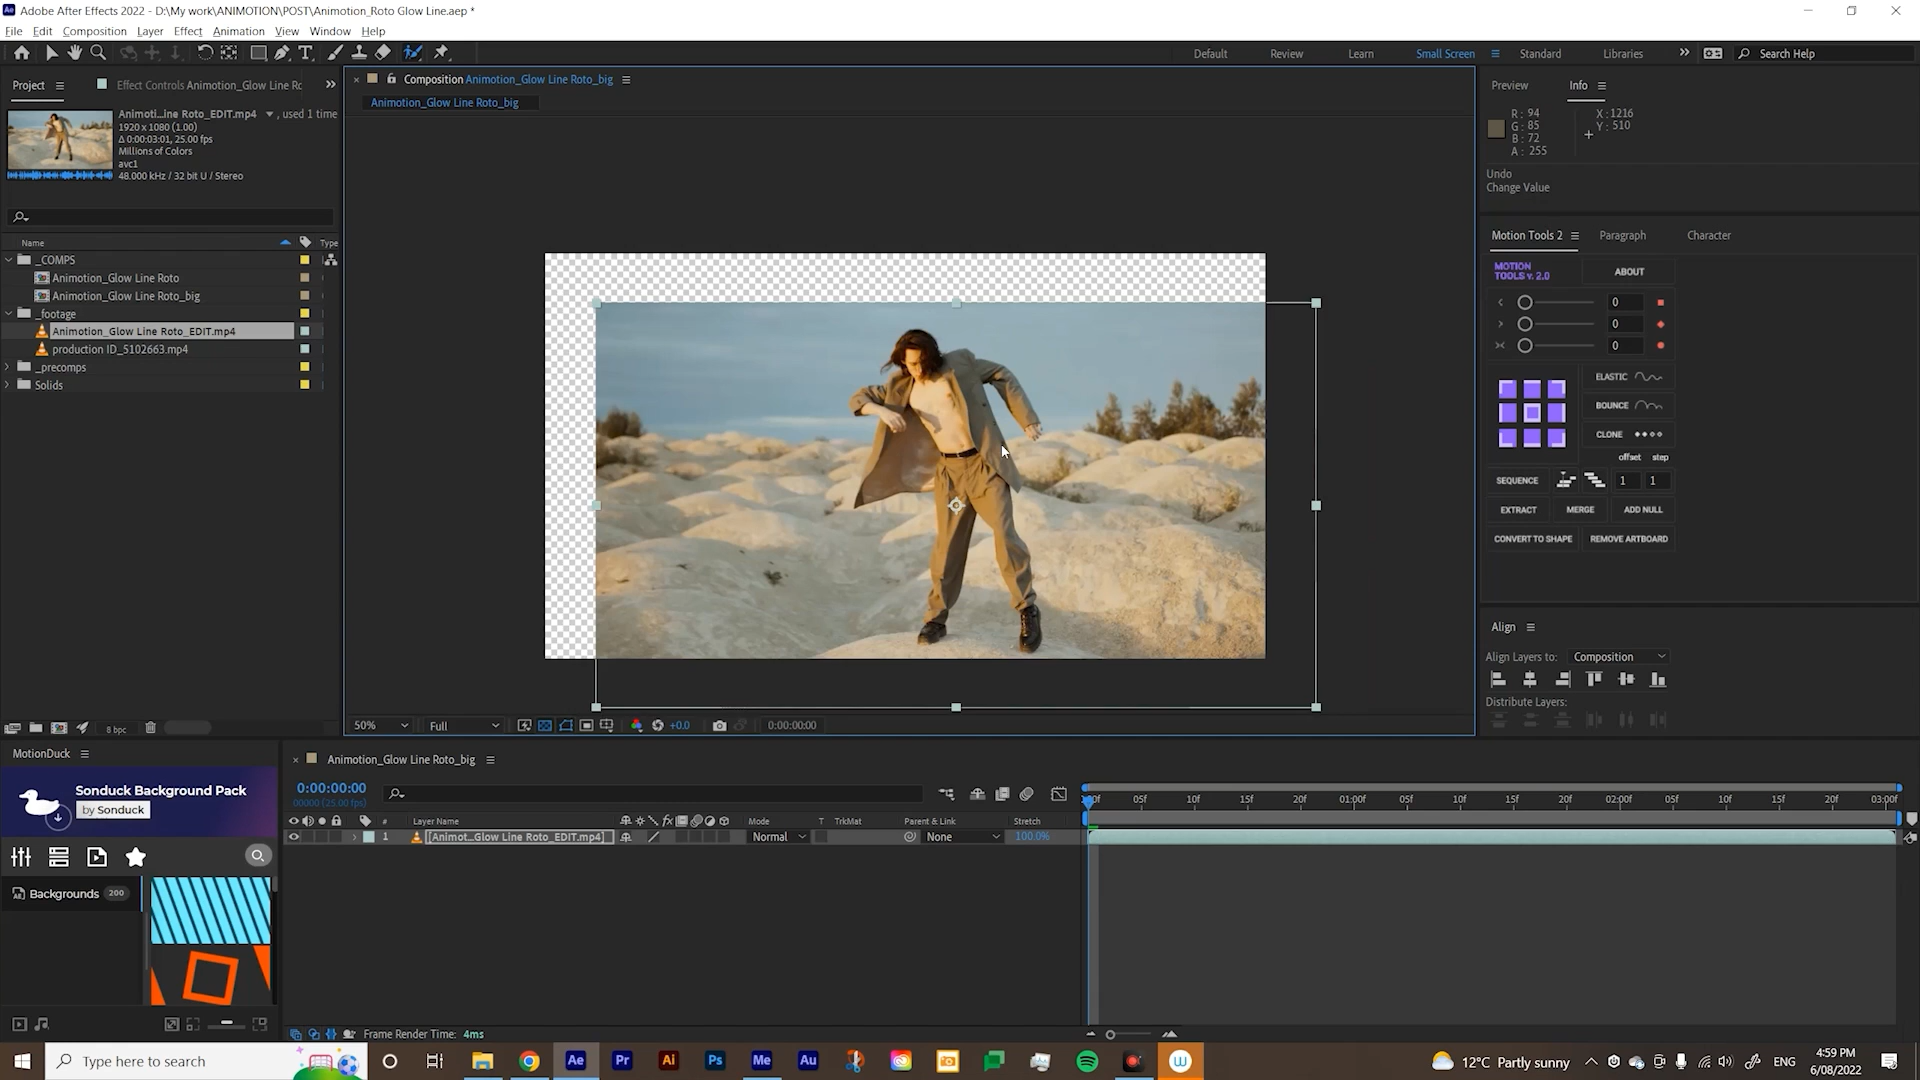 Adobe After Effects 2022 - D:\My work\ANIMOTION\POST\Animotion_Roto Glow Line.aep *
File Edit Composition Layer Effect Animation View Window Help
Default Review Learn Small Screen Standard Libraries Search Help
Project Effect Controls Animotion_Glow Line Ro
Composition Animotion_Glow Line Roto_big
Animotion_Glow Line Roto_big
Animoti...ine Roto_EDIT.mp4 , used 1 time
1920 x 1080 (1.00)
Δ 0:00:03:01, 25.00 fps
Millions of Colors
avc1
48.000 kHz / 32 bit U / Stereo
Name Type
_COMPS
Animotion_Glow Line Roto
Animotion_Glow Line Roto_big
_footage
Animotion_Glow Line Roto_EDIT.mp4
production ID_5102663.mp4
_precomps
Solids
8 bpc
50% Full +0.0 0:00:00:00
Preview Info
R: 94 X: 1216
G: 85 Y: 510
B: 72
A: 255
Undo
Change Value
Motion Tools 2 Paragraph Character
MOTION TOOLS v. 2.0 ABOUT
0
0
0
ELASTIC
BOUNCE
CLONE
offset step
SEQUENCE 1 1
EXTRACT MERGE ADD NULL
CONVERT TO SHAPE REMOVE ARTBOARD
Align
Align Layers to: Composition
Distribute Layers:
MotionDuck
Sonduck Background Pack
by Sonduck
Backgrounds 200
Animotion_Glow Line Roto_big
0:00:00:00
00000 (25.00 fps)
# Layer Name Mode T TrkMat Parent & Link Stretch
1 [Animot...Glow Line Roto_EDIT.mp4] Normal None 100.0%
05f 10f 15f 20f 01:00f 05f 10f 15f 20f 02:00f 05f 10f 15f 20f 03:00f
Frame Render Time: 4ms
Type here to search
Ae Pr Ai Ps Me Au
12°C Partly sunny
ENG
4:59 PM
6/08/2022